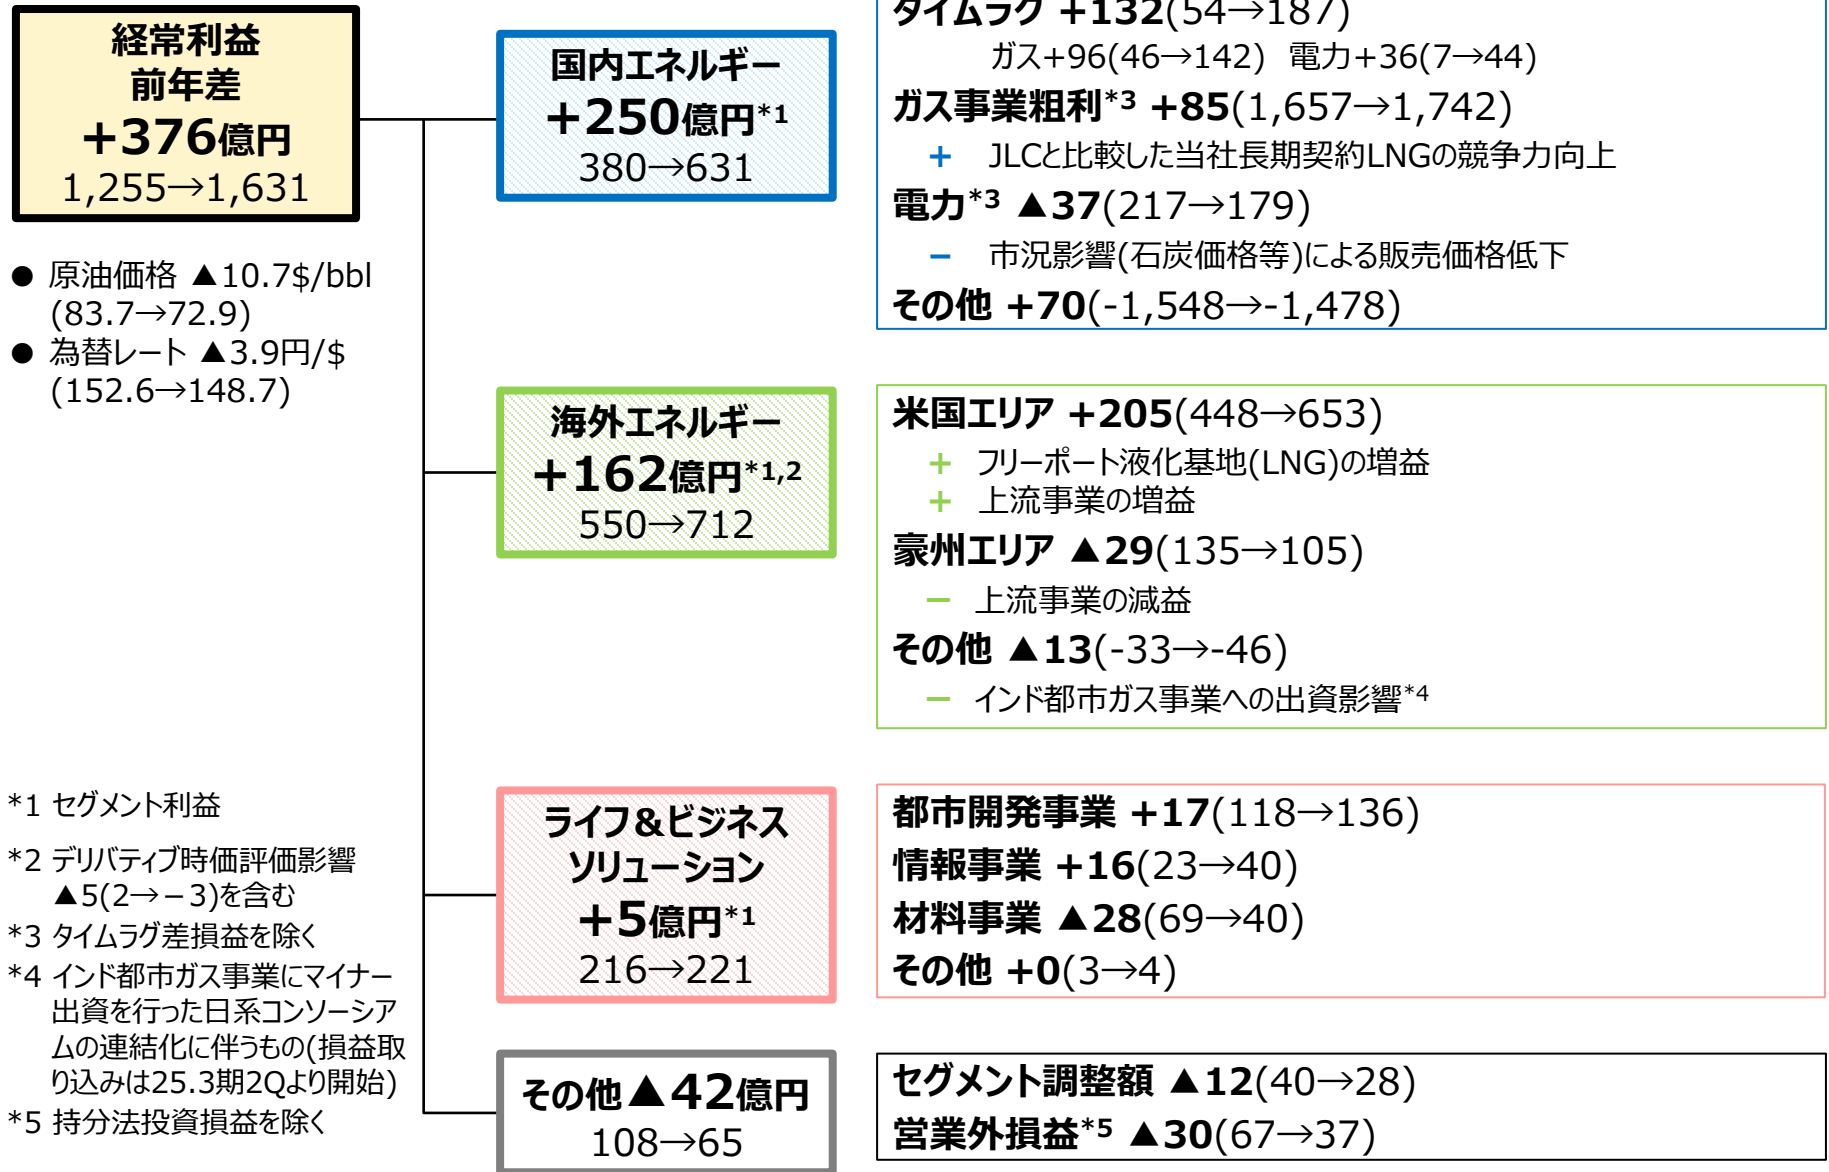 経常利益
前年差
+376億円
1,255→1,631
● 原油価格 ▲10.7$/bbl
(83.7→72.9)
● 為替レート ▲3.9円/$
(152.6→148.7)
*1 セグメント利益
*2 デリバティブ時価評価影響
▲5(2→－3)を含む
*3 タイムラグ差損益を除く
*4 インド都市ガス事業にマイナー
出資を行った日系コンソーシア
ムの連結化に伴うもの(損益取
り込みは25.3期2Qより開始)
*5 持分法投資損益を除く
国内エネルギー
+250億円*1
380→631
タイムラグ +132(54→187)
ガス+96(46→142) 電力+36(7→44)
ガス事業粗利*3 +85(1,657→1,742)
+ JLCと比較した当社長期契約LNGの競争力向上
電力*3 ▲37(217→179)
− 市況影響(石炭価格等)による販売価格低下
その他 +70(-1,548→-1,478)
海外エネルギー
+162億円*1,2
550→712
米国エリア +205(448→653)
+ フリーポート液化基地(LNG)の増益
+ 上流事業の増益
豪州エリア ▲29(135→105)
− 上流事業の減益
その他 ▲13(-33→-46)
− インド都市ガス事業への出資影響*4
ライフ&ビジネス
ソリューション
+5億円*1
216→221
都市開発事業 +17(118→136)
情報事業 +16(23→40)
材料事業 ▲28(69→40)
その他 +0(3→4)
その他▲42億円
108→65
セグメント調整額 ▲12(40→28)
営業外損益*5 ▲30(67→37)